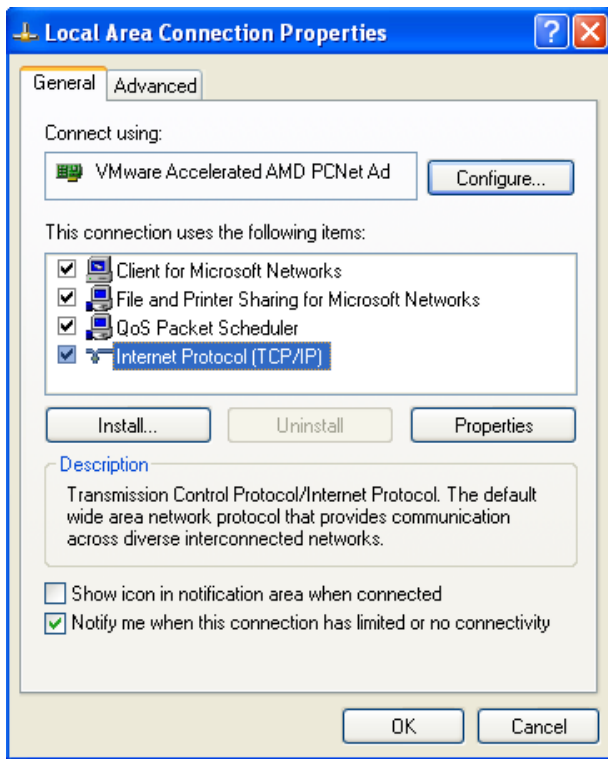 Local Area Connection Properties
General
Advanced
Connect using:
VMware Accelerated AMD PCNet Ad
Configure...
This connection uses the following items:
Client for Microsoft Networks
File and Printer Sharing for Microsoft Networks
QoS Packet Scheduler
Internet Protocol (TCP/IP)
Install...
Uninstall
Properties
Description
Transmission Control Protocol/Internet Protocol. The default
wide area network protocol that provides communication
across diverse interconnected networks.
Show icon in notification area when connected
Notify me when this connection has limited or no connectivity
OK
Cancel